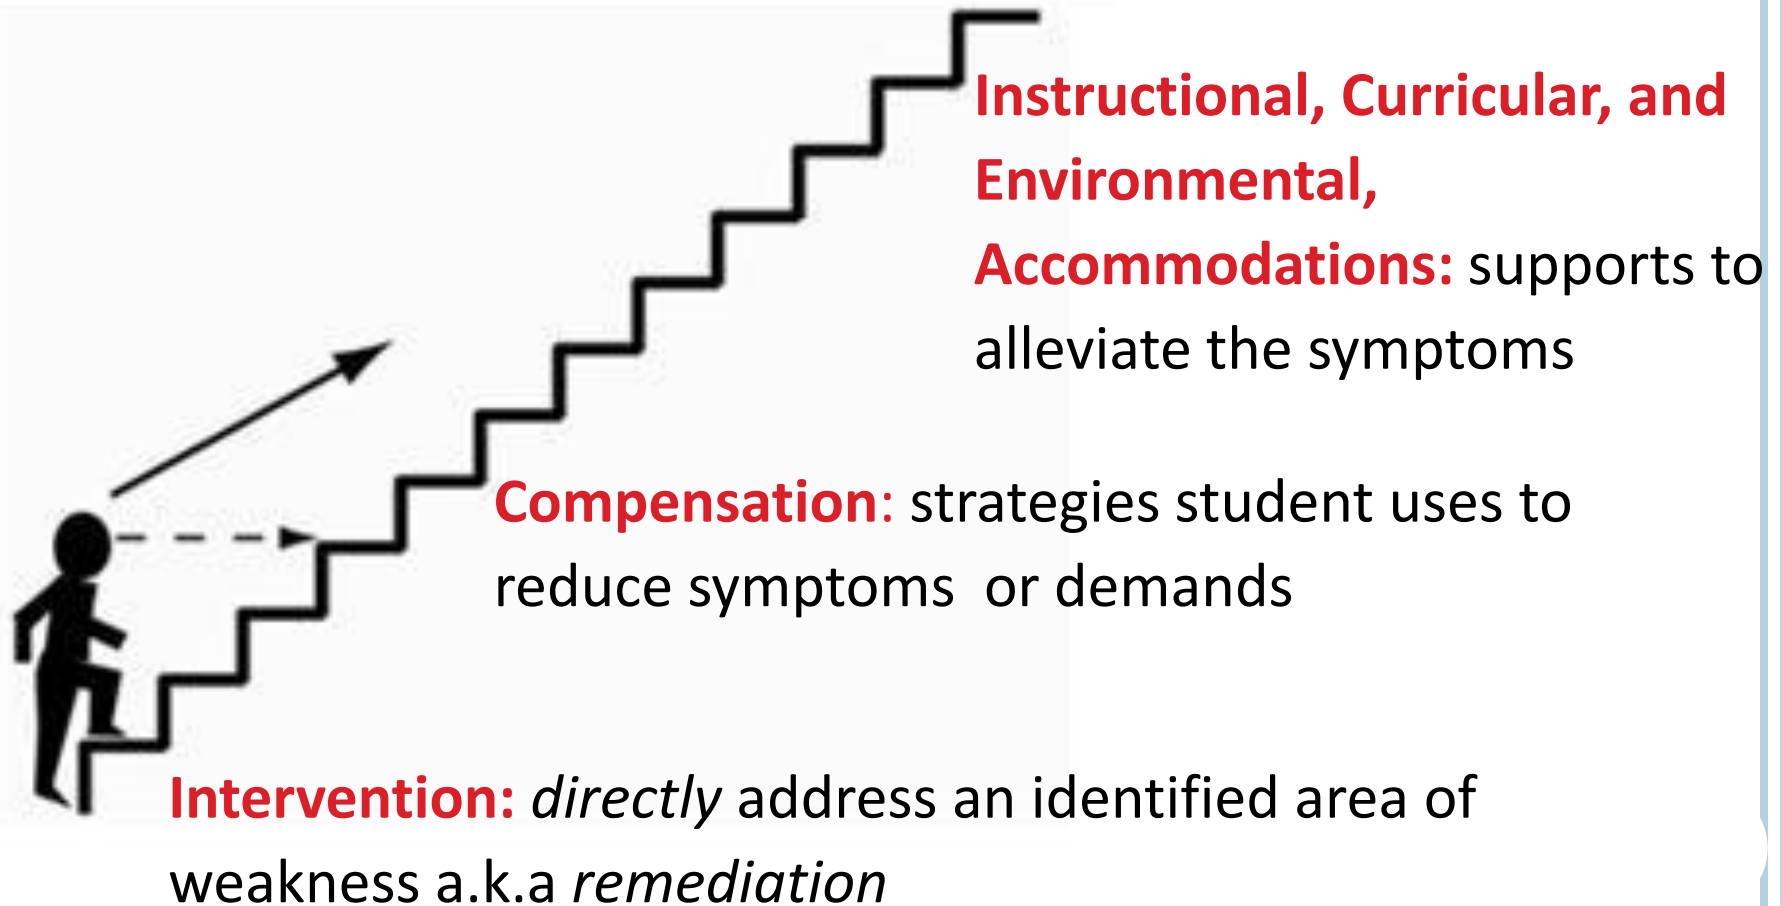 Instructional, Curricular, and
Environmental,
Accommodations: supports to
alleviate the symptoms
Compensation: strategies student uses to
reduce symptoms  or demands
Intervention: directly address an identified area of
weakness a.k.a remediation